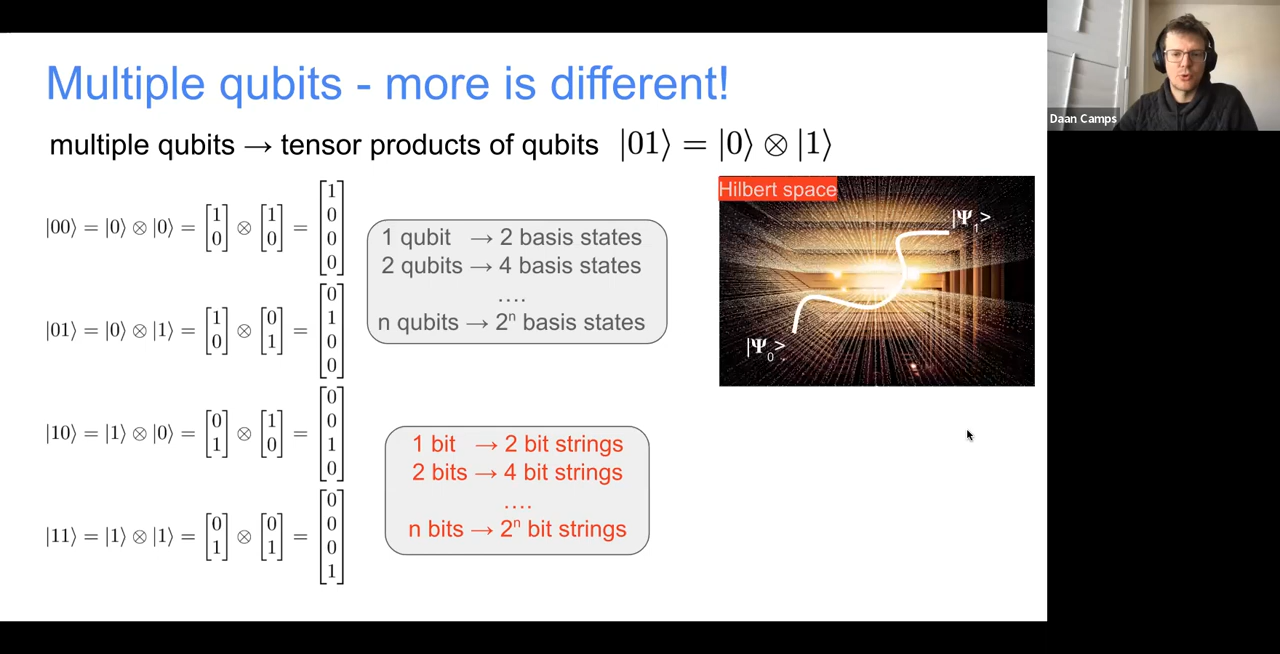 Multiple qubits - more is different!
multiple qubits → tensor products of qubits |01⟩ = |0⟩ ⊗ |1⟩
|00⟩ = |0⟩ ⊗ |0⟩ = [1 0] ⊗ [1 0] = [1 0 0 0]
|01⟩ = |0⟩ ⊗ |1⟩ = [1 0] ⊗ [0 1] = [0 1 0 0]
|10⟩ = |1⟩ ⊗ |0⟩ = [0 1] ⊗ [1 0] = [0 0 1 0]
|11⟩ = |1⟩ ⊗ |1⟩ = [0 1] ⊗ [0 1] = [0 0 0 1]
1 qubit → 2 basis states
2 qubits → 4 basis states
....
n qubits → 2ⁿ basis states
1 bit → 2 bit strings
2 bits → 4 bit strings
....
n bits → 2ⁿ bit strings
Hilbert space
|Ψ₁>
|Ψ₀>
Daan Camps